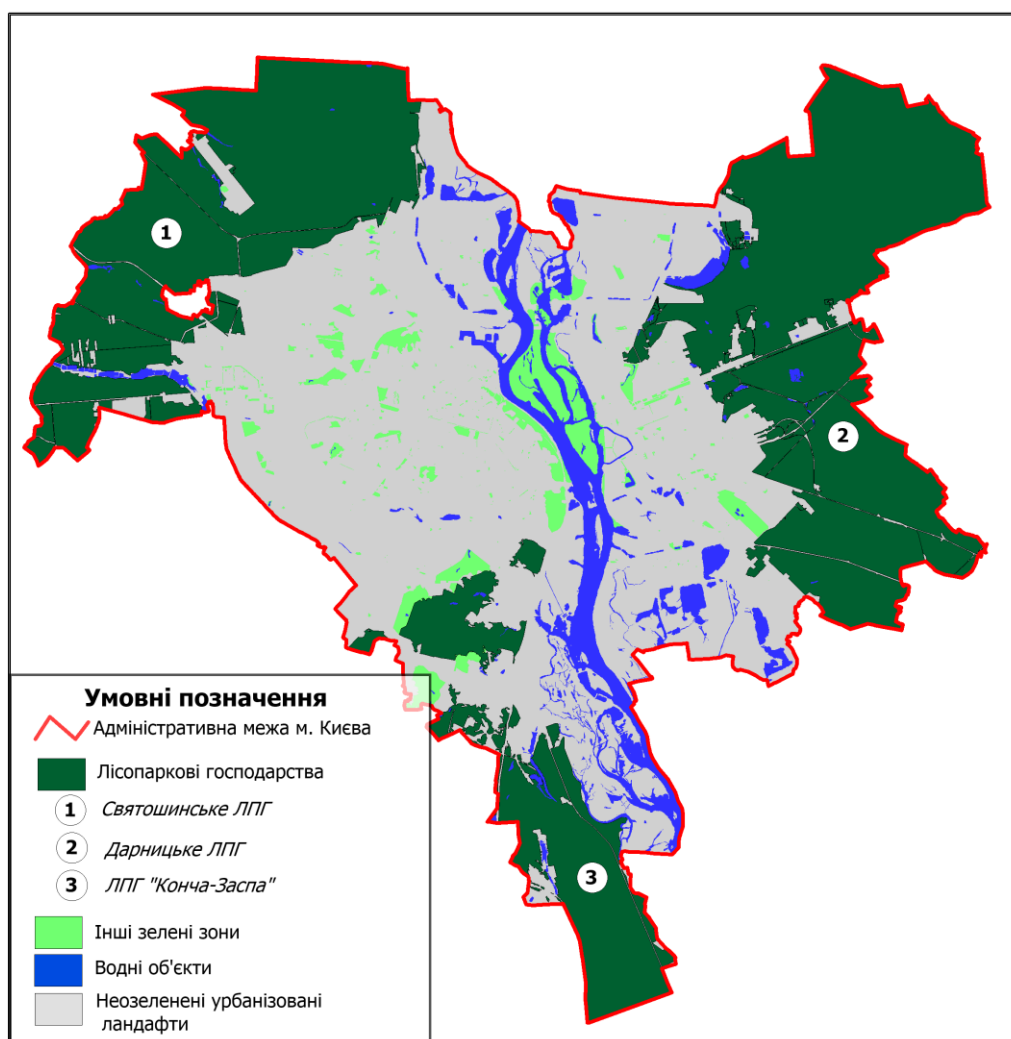 1
2
3
Умовні позначення
Адміністративна межа м. Києва
Лісопаркові господарства
1 Святошинське ЛПГ
2 Дарницьке ЛПГ
3 ЛПГ "Конча-Заспа"
Інші зелені зони
Водні об'єкти
Неозеленені урбанізовані
ландафти